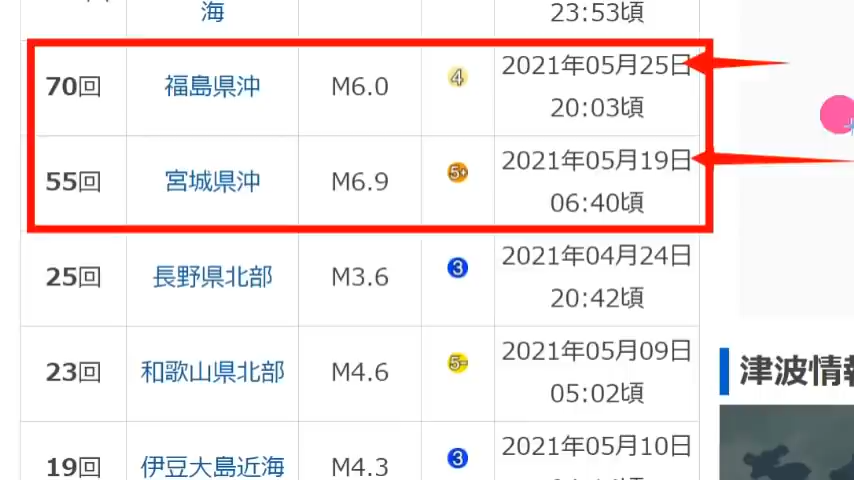 海
23:53頃
70回 福島県沖 M6.0 4 2021年05月25日
20:03頃
55回 宮城県沖 M6.9 5+ 2021年05月19日
06:40頃
25回 長野県北部 M3.6 3 2021年04月24日
20:42頃
23回 和歌山県北部 M4.6 5- 2021年05月09日
05:02頃
19回 伊豆大島近海 M4.3 3 2021年05月10日
津波情報